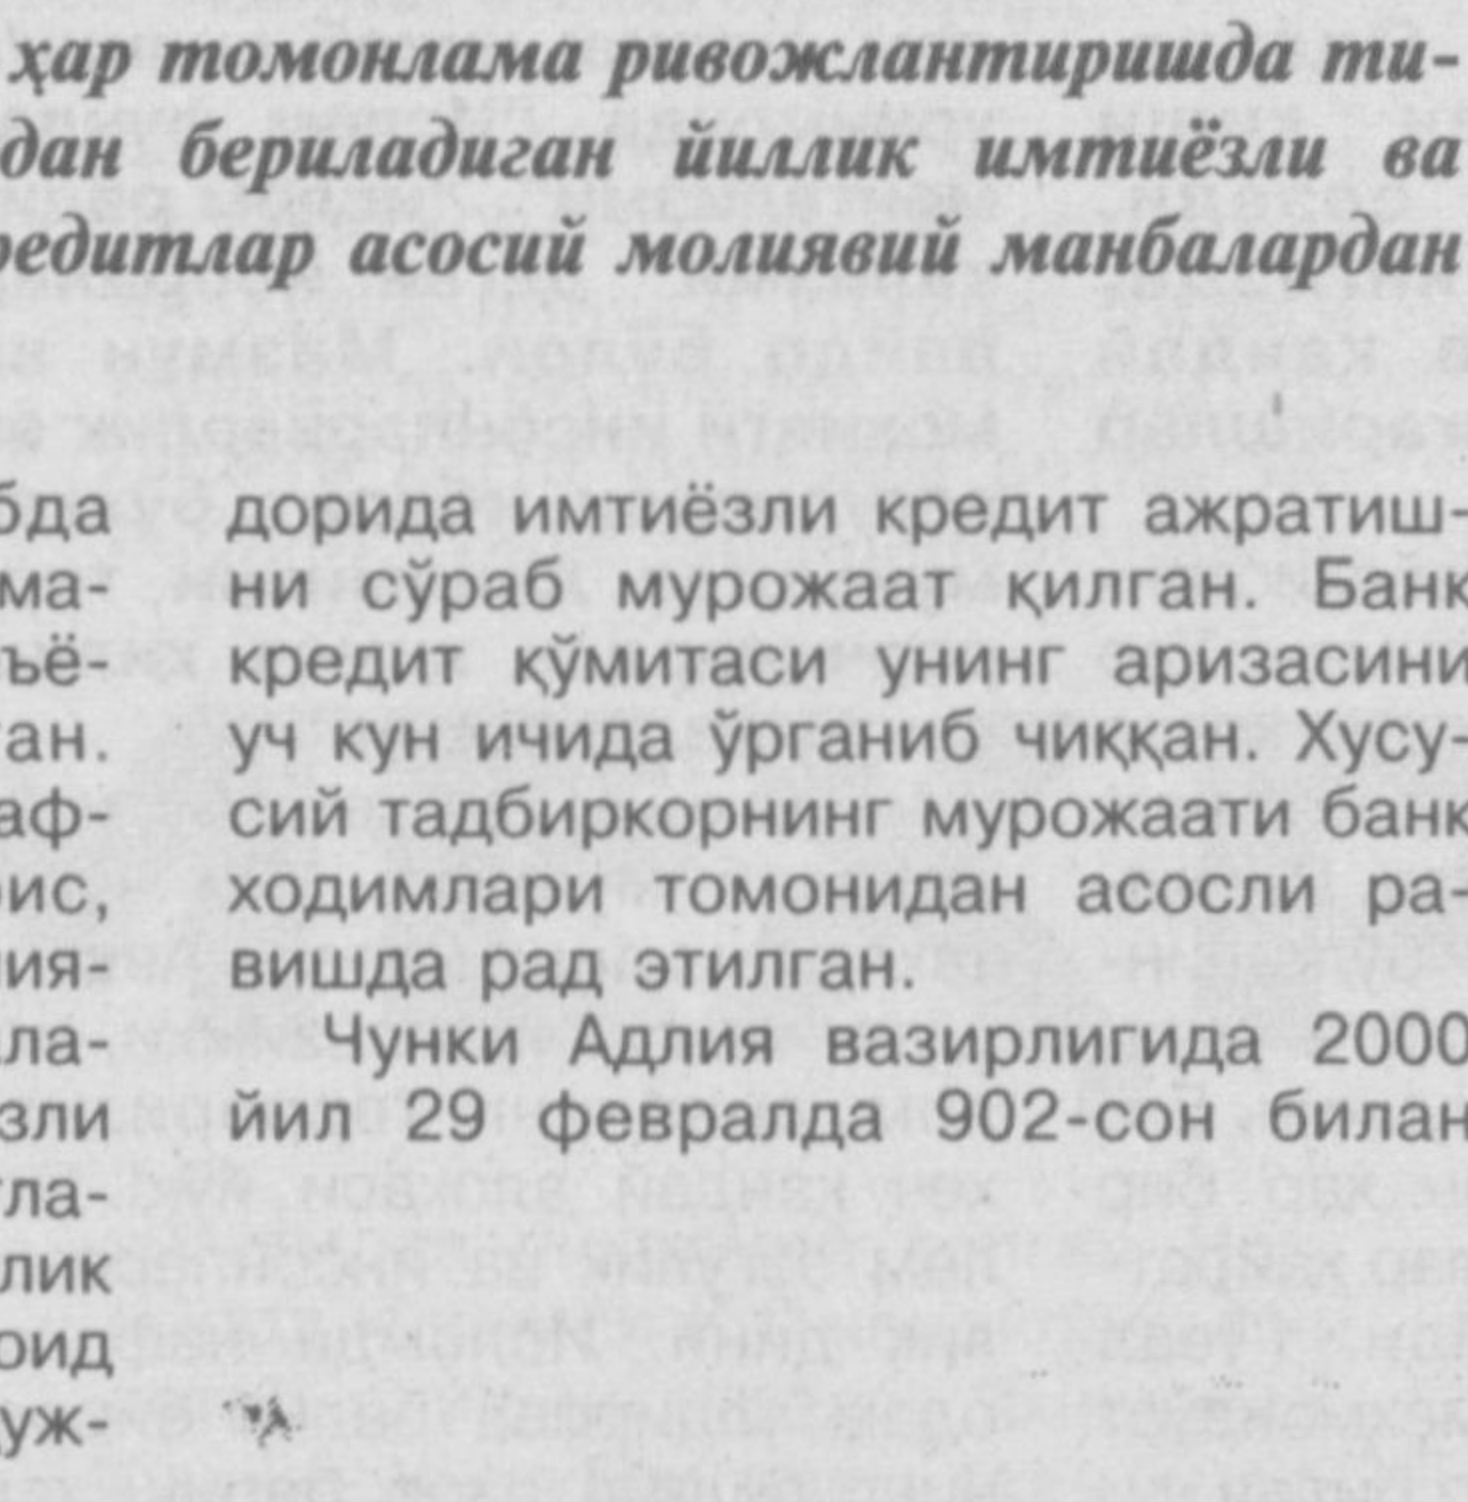 ҳар томонлама ривожлантиришда ти-
дан бериладиган йиллик имтиёзли ва
редитлар асосий молиявий манбалардан
бда
ма-
ъё-
ан.
аф-
ис,
ия-
ла-
зли
ла-
лик
оид
уж-
дорида имтиёзли кредит ажратиш-
ни сўраб мурожаат қилган. Банк
кредит қўмитаси унинг аризасини
уч кун ичида ўрганиб чиққан. Хусу-
сий тадбиркорнинг мурожаати банк
ходимлари томонидан асосли ра-
вишда рад этилган.
Чунки Адлия вазирлигида 2000
йил 29 февралда 902-сон билан